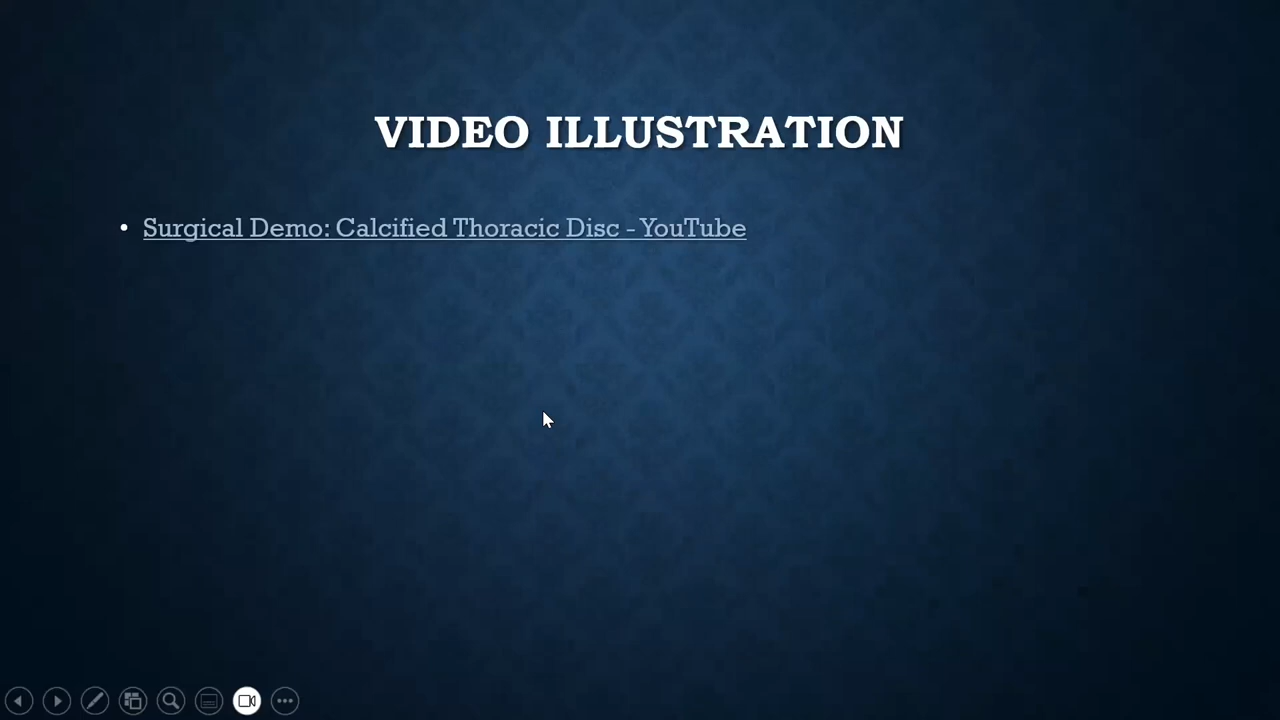 VIDEO ILLUSTRATION
• Surgical Demo: Calcified Thoracic Disc - YouTube